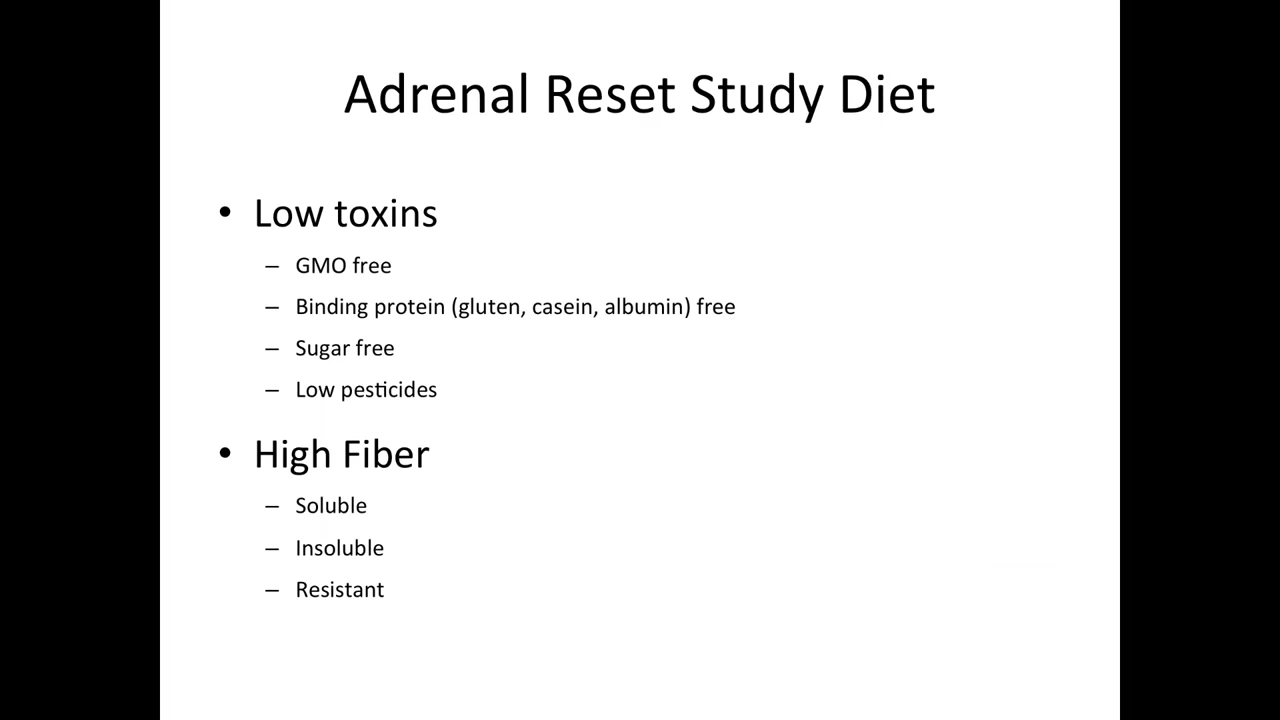 Adrenal Reset Study Diet
• Low toxins
– GMO free
– Binding protein (gluten, casein, albumin) free
– Sugar free
– Low pesticides
• High Fiber
– Soluble
– Insoluble
– Resistant